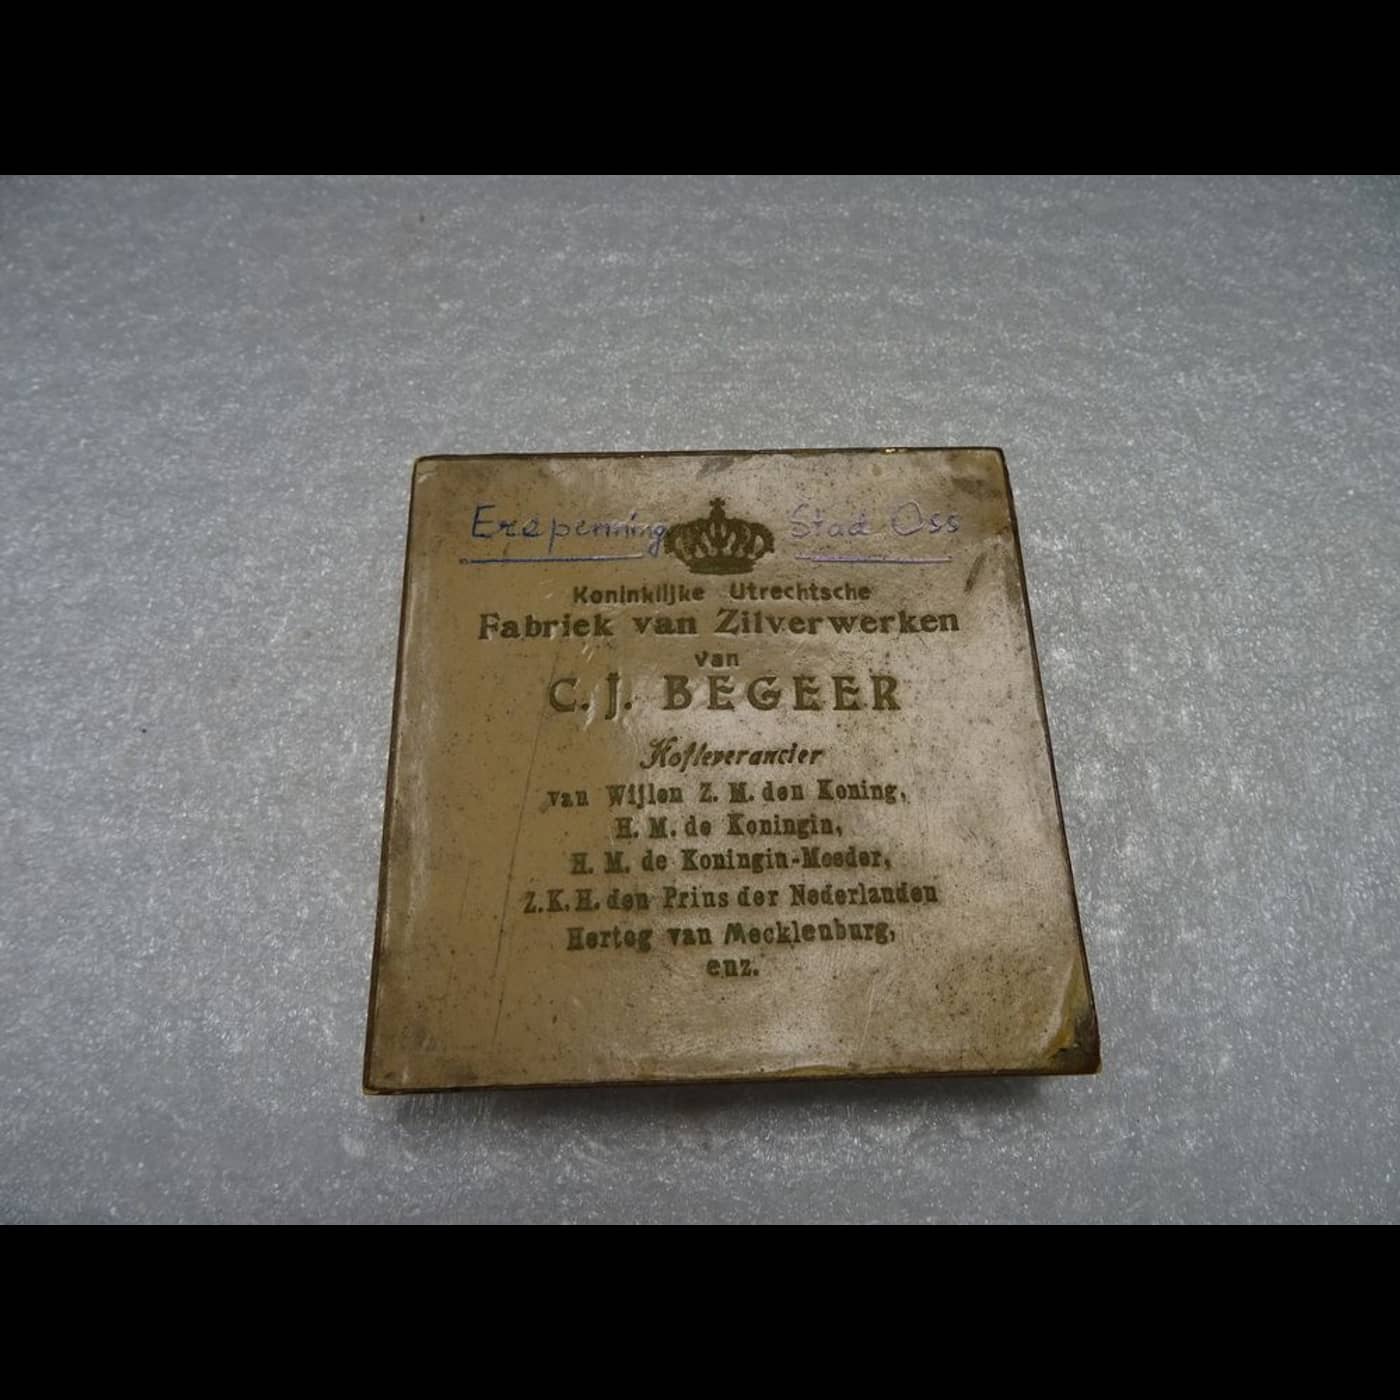 Erepenning Stad Oss
Koninklijke Utrechtsche
Fabriek van Zilverwerken
van
C. J. BEGEER
Hofleverancier
van Wijlen Z. M. den Koning,
H. M. de Koningin,
H. M. de Koningin-Moeder,
Z. K. H. den Prins der Nederlanden
Hertog van Mecklenburg,
enz.